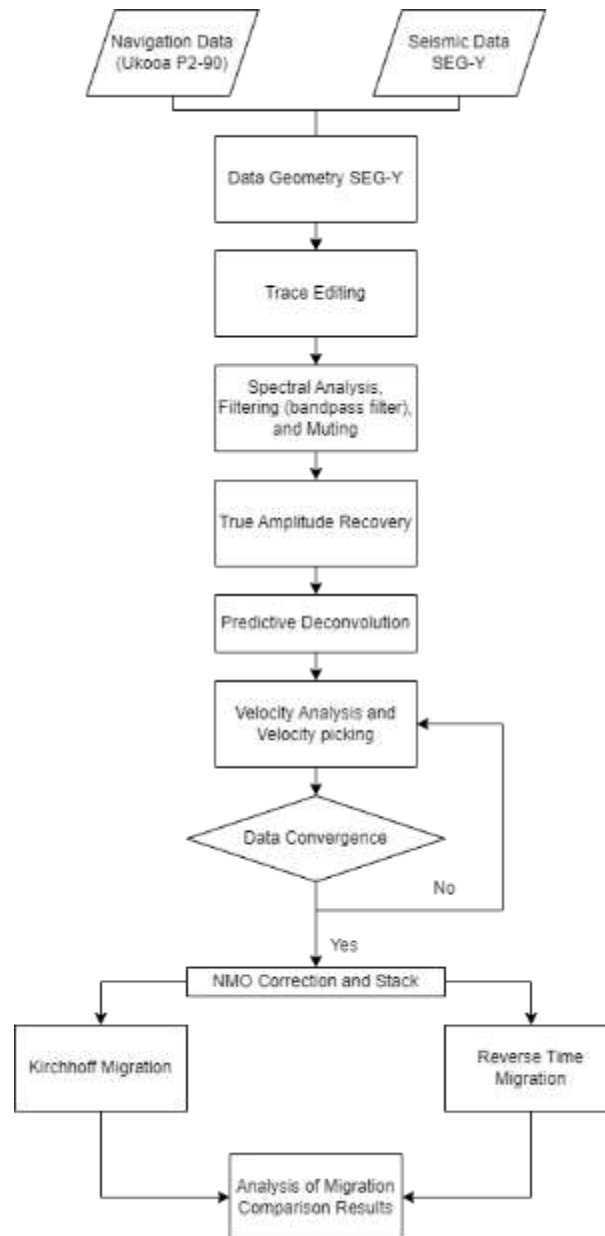 Navigation Data
(Ukooa P2-90)
Seismic Data
SEG-Y
Data Geometry SEG-Y
Trace Editing
Spectral Analysis,
Filtering (bandpass filter),
and Muting
True Amplitude Recovery
Predictive Deconvolution
Velocity Analysis and
Velocity picking
Data Convergence
No
Yes
NMO Correction and Stack
Kirchhoff Migration
Reverse Time
Migration
Analysis of Migration
Comparison Results